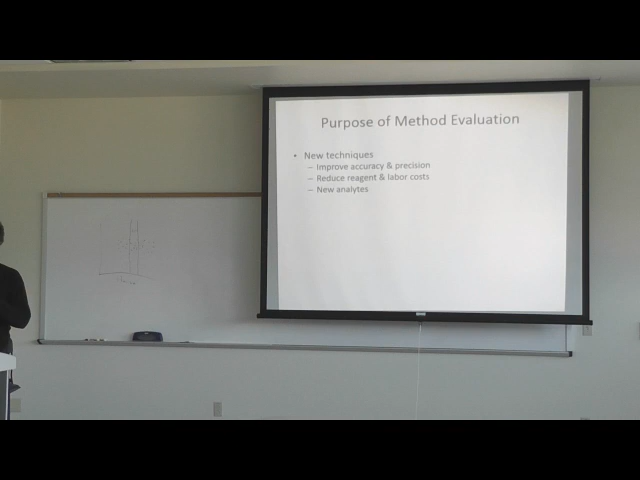 Purpose of Method Evaluation
• New techniques
– Improve accuracy & precision
– Reduce reagent & labor costs
– New analytes